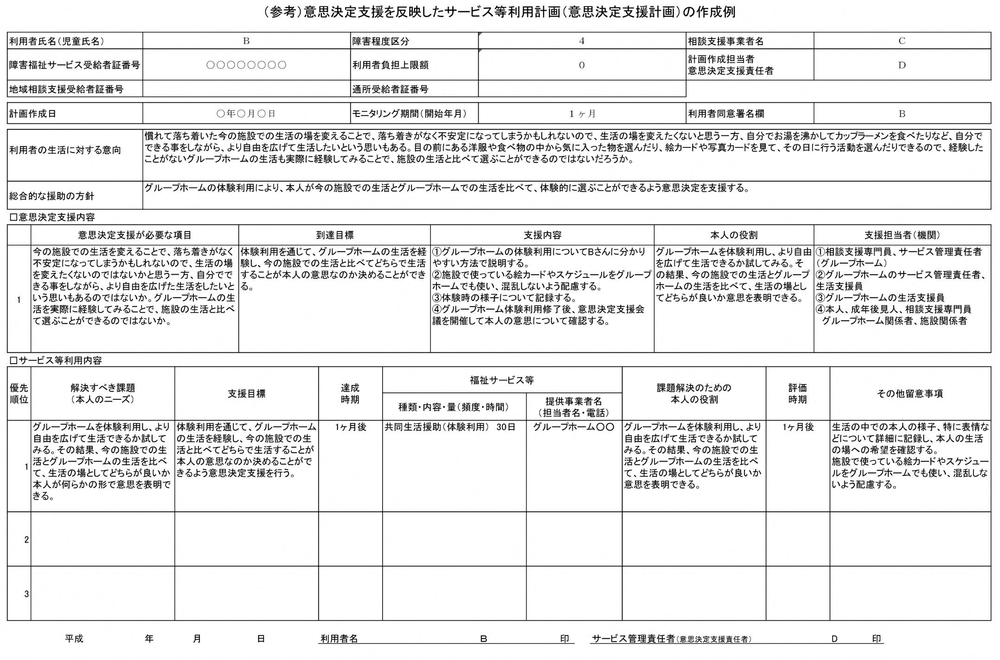 （参考）意思決定支援を反映したサービス等利用計画（意思決定支援計画）の作成例
利用者氏名（児童氏名）
B
障害程度区分
4
相談支援事業者名
C
障害福祉サービス受給者証番号
○○○○○○○○
利用者負担上限額
0
計画作成担当者
意思決定支援責任者
D
地域相談支援受給者証番号
通所受給者証番号
計画作成日
○年○月○日
モニタリング期間（開始年月）
1ヶ月
利用者同意署名欄
B
利用者の生活に対する意向
慣れて落ち着いた今の施設での生活の場を変えることで、落ち着きがなく不安定になってしまうかもしれないので、生活の場を変えたくないと思う一方、自分でお湯を沸かしてカップラーメンを食べたりなど、自分で
できる事をしながら、より自由を広げて生活したいという思いもある。目の前にある洋服や食べ物の中から気に入った物を選んだり、絵カードや写真カードを見て、その日に行う活動を選んだりできるので、経験した
ことがないグループホームの生活も実際に経験してみることで、施設の生活と比べて選ぶことができるのではないだろうか。
総合的な援助の方針
グループホームの体験利用により、本人が今の施設での生活とグループホームでの生活を比べて、体験的に選ぶことができるよう意思決定を支援する。
□意思決定支援内容
意思決定支援が必要な項目
到達目標
支援内容
本人の役割
支援担当者（機関）
1
今の施設での生活を変えることで、落ち着きがなく
不安定になってしまうかもしれないので、生活の場
を変えたくないのではないかと思う一方、自分でで
きる事をしながら、より自由を広げた生活をしたいと
いう思いもあるのではないか。グループホームの生
活を実際に経験してみることで、施設の生活と比べ
て選ぶことができるのではないか。
体験利用を通じて、グループホームの生活を経
験し、今の施設での生活と比べてどちらで生活
することが本人の意思なのか決めることができ
る。
①グループホームの体験利用についてBさんに分かり
やすい方法で説明する。
②施設で使っている絵カードやスケジュールをグループ
ホームでも使い、混乱しないよう配慮する。
③体験時の様子について記録する。
④グループホーム体験利用修了後、意思決定支援会
議を開催して本人の意思について確認する。
グループホームを体験利用し、より自由
を広げて生活できるか試してみる。そ
の結果、今の施設での生活とグループ
ホームの生活を比べて、生活の場とし
てどちらが良いか意思を表明できる。
①相談支援専門員、サービス管理責任者
（グループホーム）
②グループホームのサービス管理責任者、
生活支援員
③グループホームの生活支援員
④本人、成年後見人、相談支援専門員
グループホーム関係者、施設関係者
□サービス等利用内容
優先
順位
解決すべき課題
（本人のニーズ）
支援目標
達成
時期
福祉サービス等
種類・内容・量（頻度・時間）
提供事業者名
（担当者名・電話）
課題解決のための
本人の役割
評価
時期
その他留意事項
1
グループホームを体験利用し、より
自由を広げて生活できるか試して
みる。その結果、今の施設での生
活とグループホームの生活を比べ
て、生活の場としてどちらが良いか
本人が何らかの形で意思を表明で
きる。
体験利用を通じて、グループホーム
の生活を経験し、今の施設での生
活と比べてどちらで生活することが
本人の意思なのか決めることがで
きるよう意思決定支援を行う。
1ヶ月後
共同生活援助（体験利用） 30日
グループホーム〇〇
グループホームを体験利用し、より
自由を広げて生活できるか試して
みる。その結果、今の施設での生
活とグループホームの生活を比べ
て、生活の場としてどちらが良いか
意思を表明できる。
1ヶ月後
生活の中での本人の様子、特に表情な
どについて詳細に記録し、本人の生活
の場への希望を確認する。
施設で使っている絵カードやスケジュー
ルをグループホームでも使い、混乱しな
いよう配慮する。
2
3
平成 年 月 日 利用者名 B 印 サービス管理責任者（意思決定支援責任者） D 印